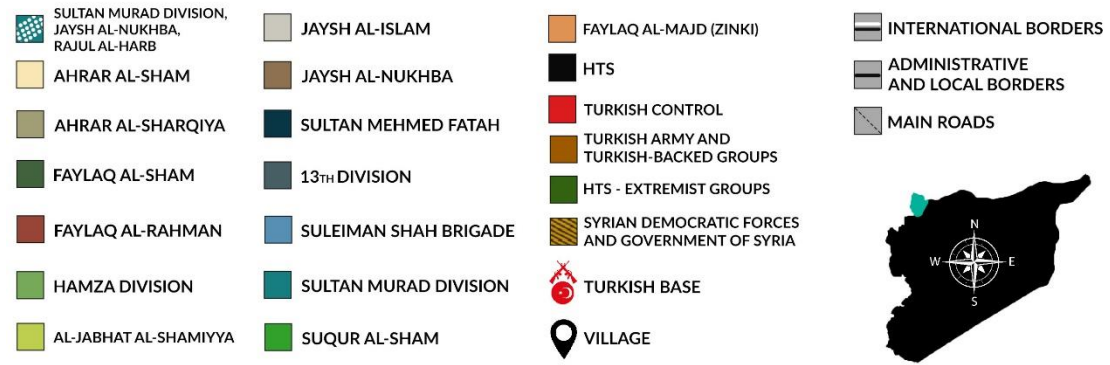 SULTAN MURAD DIVISION,
JAYSH AL-NUKHBA,
RAJUL AL-HARB
AHRAR AL-SHAM
AHRAR AL-SHARQIYA
FAYLAQ AL-SHAM
FAYLAQ AL-RAHMAN
HAMZA DIVISION
AL-JABHAT AL-SHAMIYYA
JAYSH AL-ISLAM
JAYSH AL-NUKHBA
SULTAN MEHMED FATAH
13TH DIVISION
SULEIMAN SHAH BRIGADE
SULTAN MURAD DIVISION
SUQUR AL-SHAM
FAYLAQ AL-MAJD (ZINKI)
HTS
TURKISH CONTROL
TURKISH ARMY AND
TURKISH-BACKED GROUPS
HTS - EXTREMIST GROUPS
SYRIAN DEMOCRATIC FORCES
AND GOVERNMENT OF SYRIA
TURKISH BASE
VILLAGE
INTERNATIONAL BORDERS
ADMINISTRATIVE
AND LOCAL BORDERS
MAIN ROADS
N
W E
S